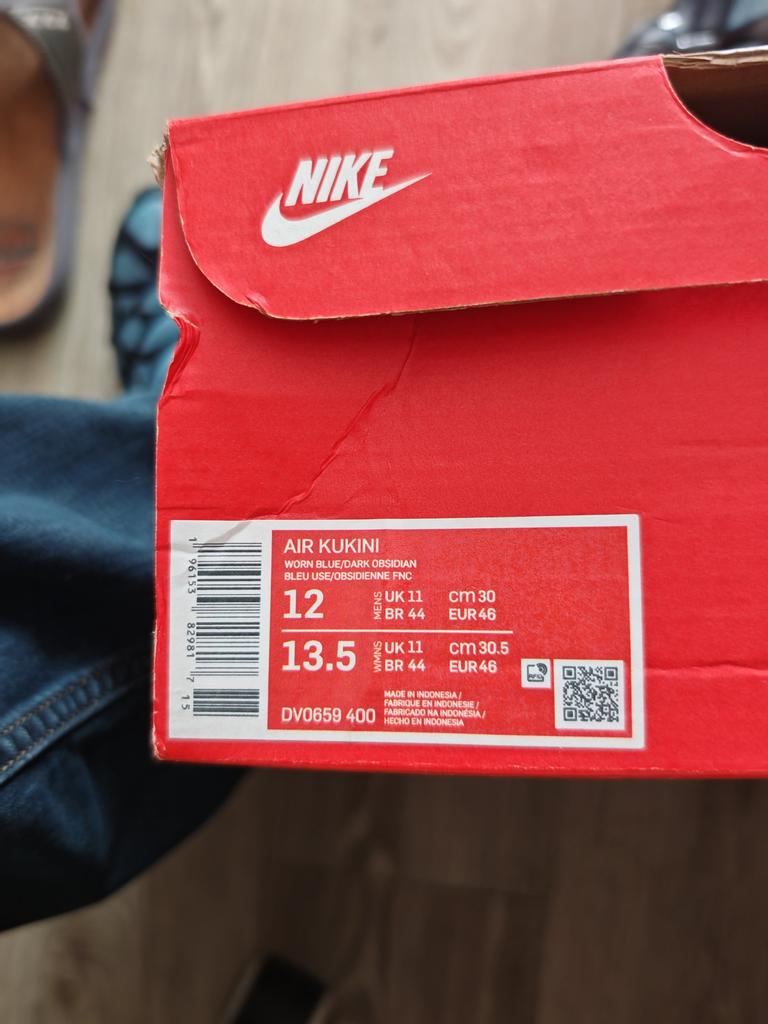 NIKE
AIR KUKINI
WORN BLUE/DARK OBSIDIAN
BLEU USE/OBSIDIENNE FNC
12 MENS UK 11 cm 30
BR 44 EUR 46
13.5 WMNS UK 11 cm 30.5
BR 44 EUR 46
DV0659 400
MADE IN INDONESIA /
FABRIQUE EN INDONESIE /
FABRICADO NA INDONÉSIA /
HECHO EN INDONESIA
1 96153 82981 7 15